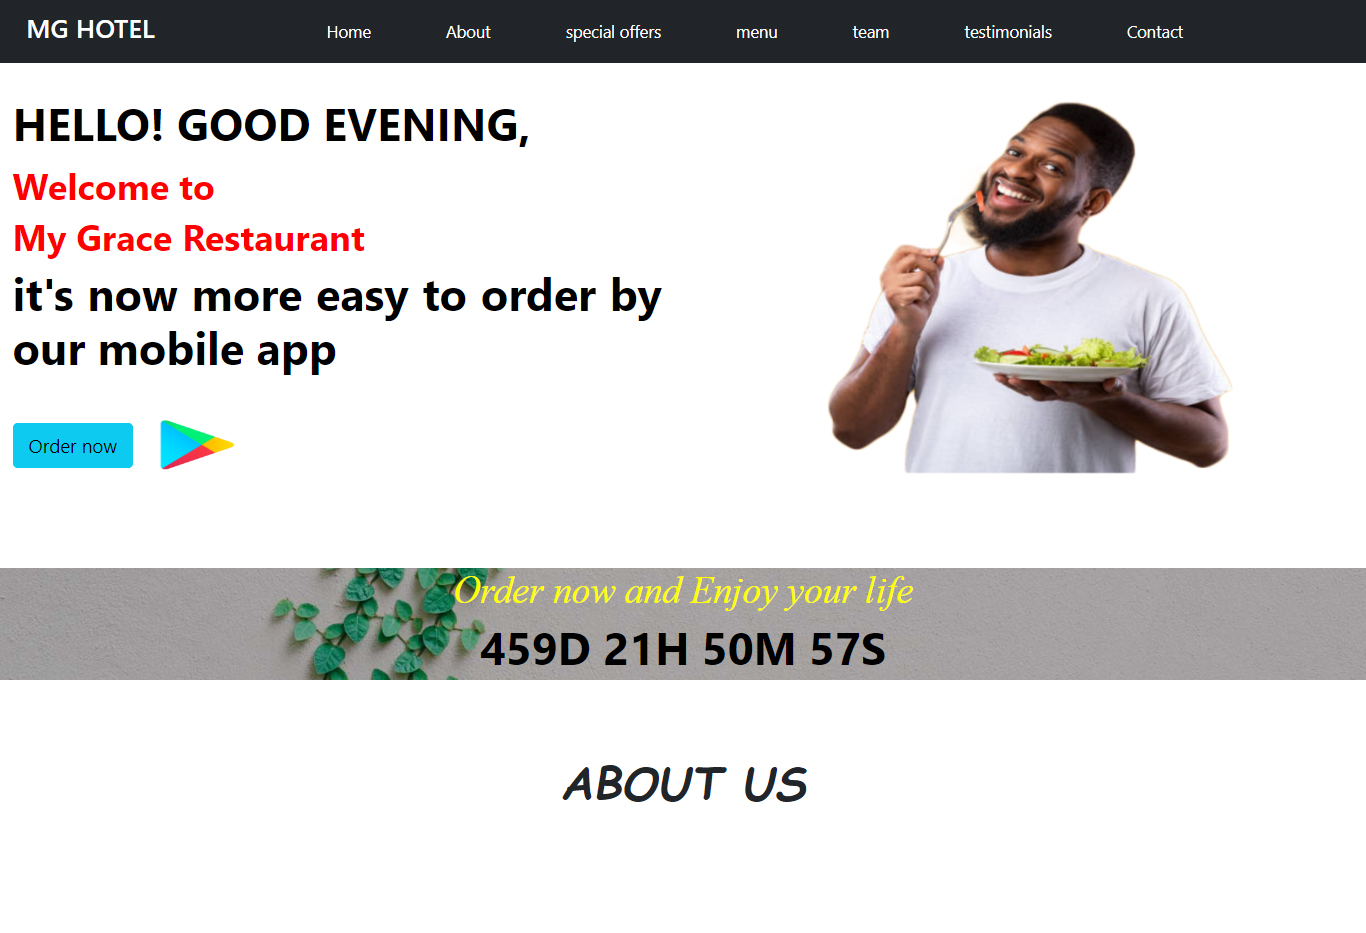 MG HOTEL
Home About special offers menu team testimonials Contact
HELLO! GOOD EVENING,
Welcome to
My Grace Restaurant
it's now more easy to order by
our mobile app
Order now
Order now and Enjoy your life
459D 21H 50M 57S
ABOUT US